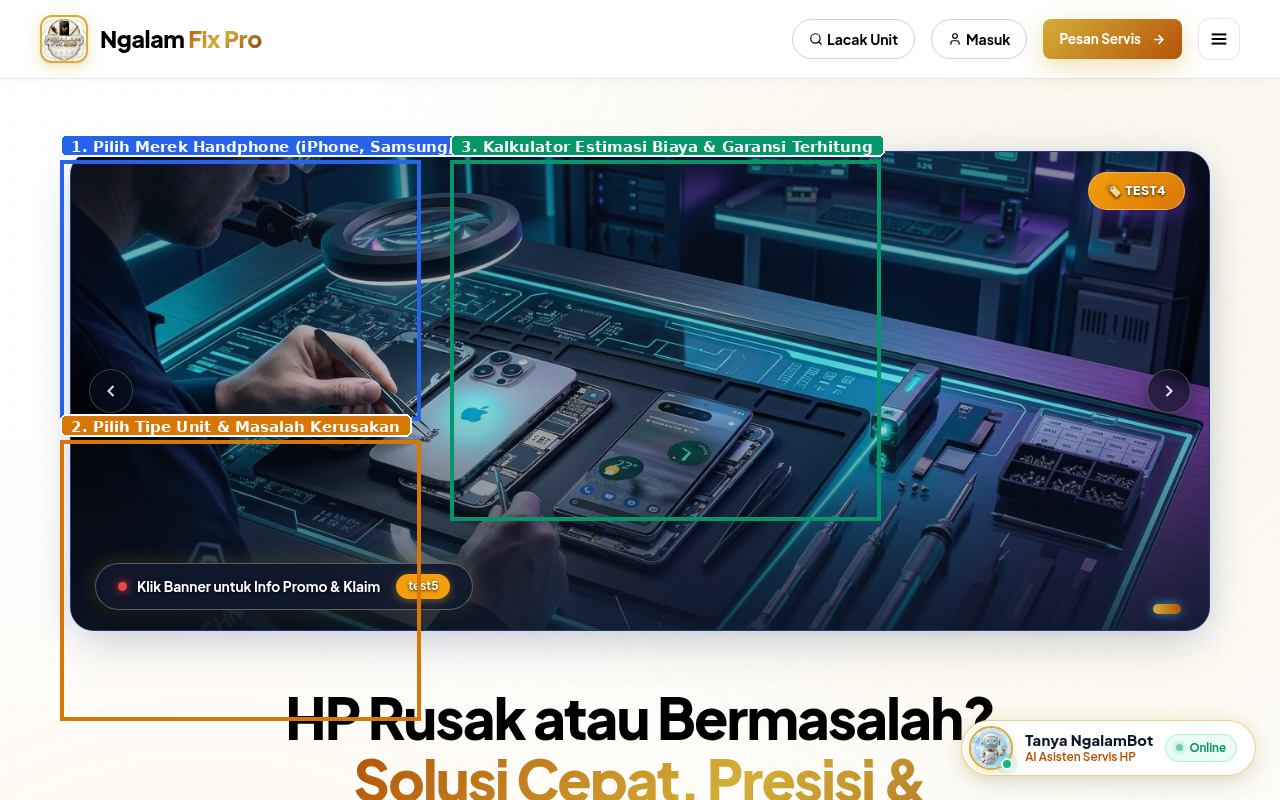 Ngalam Fix Pro
Lacak Unit
Masuk
Pesan Servis
1. Pilih Merek Handphone (iPhone, Samsung,
3. Kalkulator Estimasi Biaya & Garansi Terhitung
TEST4
2. Pilih Tipe Unit & Masalah Kerusakan
Klik Banner untuk Info Promo & Klaim
test5
HP Rusak atau Bermasalah?
Solusi Cepat, Presisi &
Tanya NgalamBot
AI Asisten Servis HP
Online